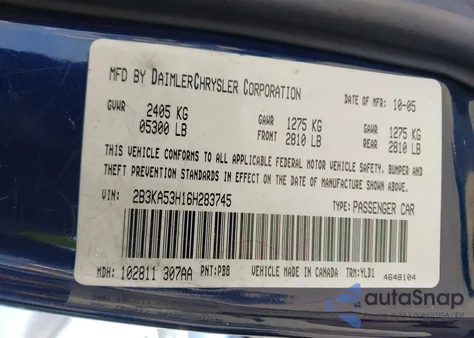 MFD BY DAIMLERCHRYSLER CORPORATION
DATE OF MFR: 10-05
GVWR 2405 KG 05300 LB
GAWR FRONT 1275 KG 2810 LB
GAWR REAR 1275 KG 2810 LB
THIS VEHICLE CONFORMS TO ALL APPLICABLE FEDERAL MOTOR VEHICLE SAFETY, BUMPER AND
THEFT PREVENTION STANDARDS IN EFFECT ON THE DATE OF MANUFACTURE SHOWN ABOVE.
VIN: 2B3KA53H16H283745
TYPE: PASSENGER CAR
MDH: 102811 307AA PNT: PB8 VEHICLE MADE IN CANADA TRM: YLD1
4648104
autoSnap